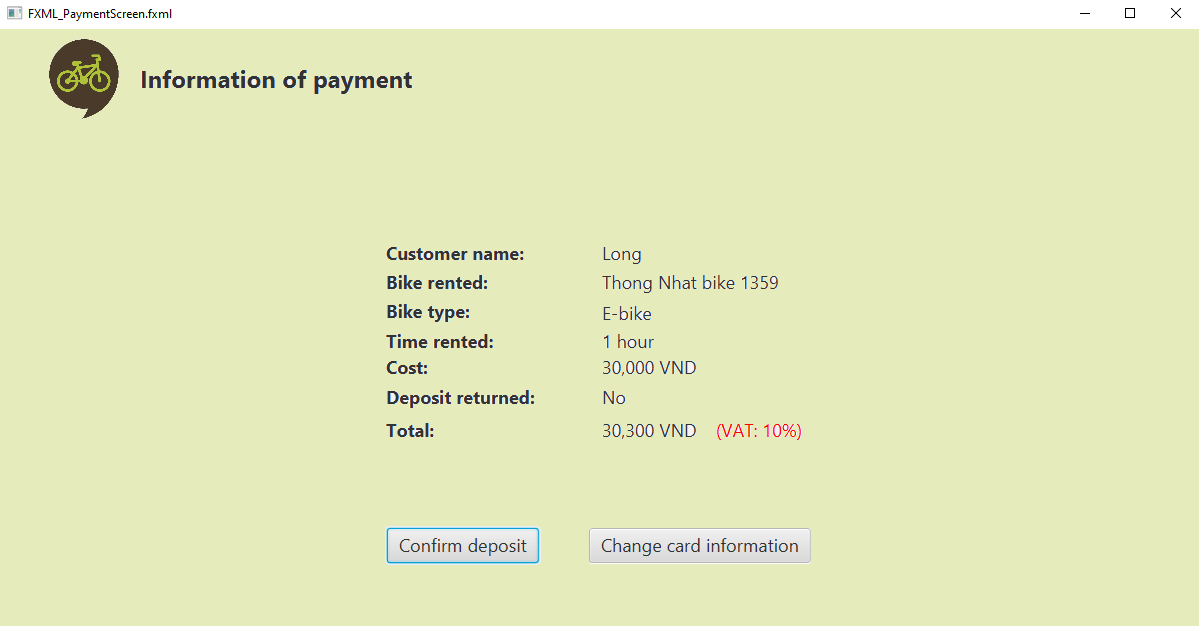 FXML_PaymentScreen.fxml
Information of payment
Customer name: Long
Bike rented: Thong Nhat bike 1359
Bike type: E-bike
Time rented: 1 hour
Cost: 30,000 VND
Deposit returned: No
Total: 30,300 VND (VAT: 10%)
Confirm deposit Change card information